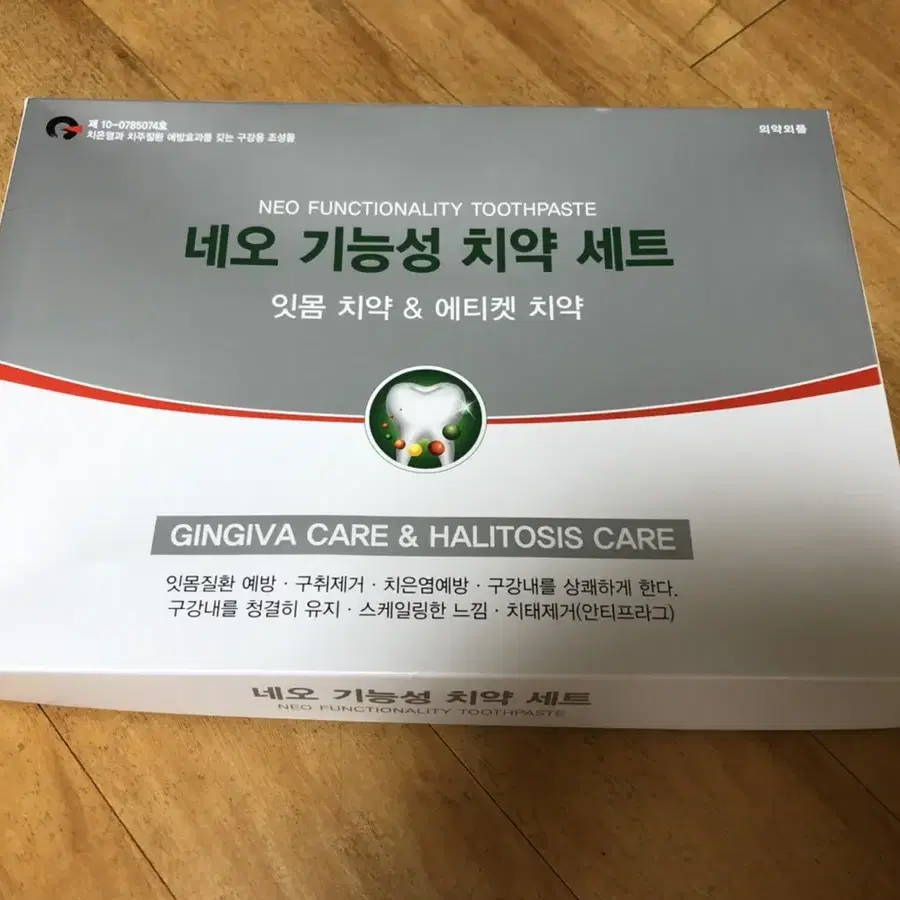 제 10-0785074호
치은염과 치주질환 예방효과를 갖는 구강용 조성물
의약외품
NEO FUNCTIONALITY TOOTHPASTE
네오 기능성 치약 세트
잇몸 치약 & 에티켓 치약
GINGIVA CARE & HALITOSIS CARE
잇몸질환 예방 · 구취제거 · 치은염예방 · 구강내를 상쾌하게 한다.
구강내를 청결히 유지 · 스케일링한 느낌 · 치태제거(안티프라그)
네오 기능성 치약 세트
NEO FUNCTIONALITY TOOTHPASTE